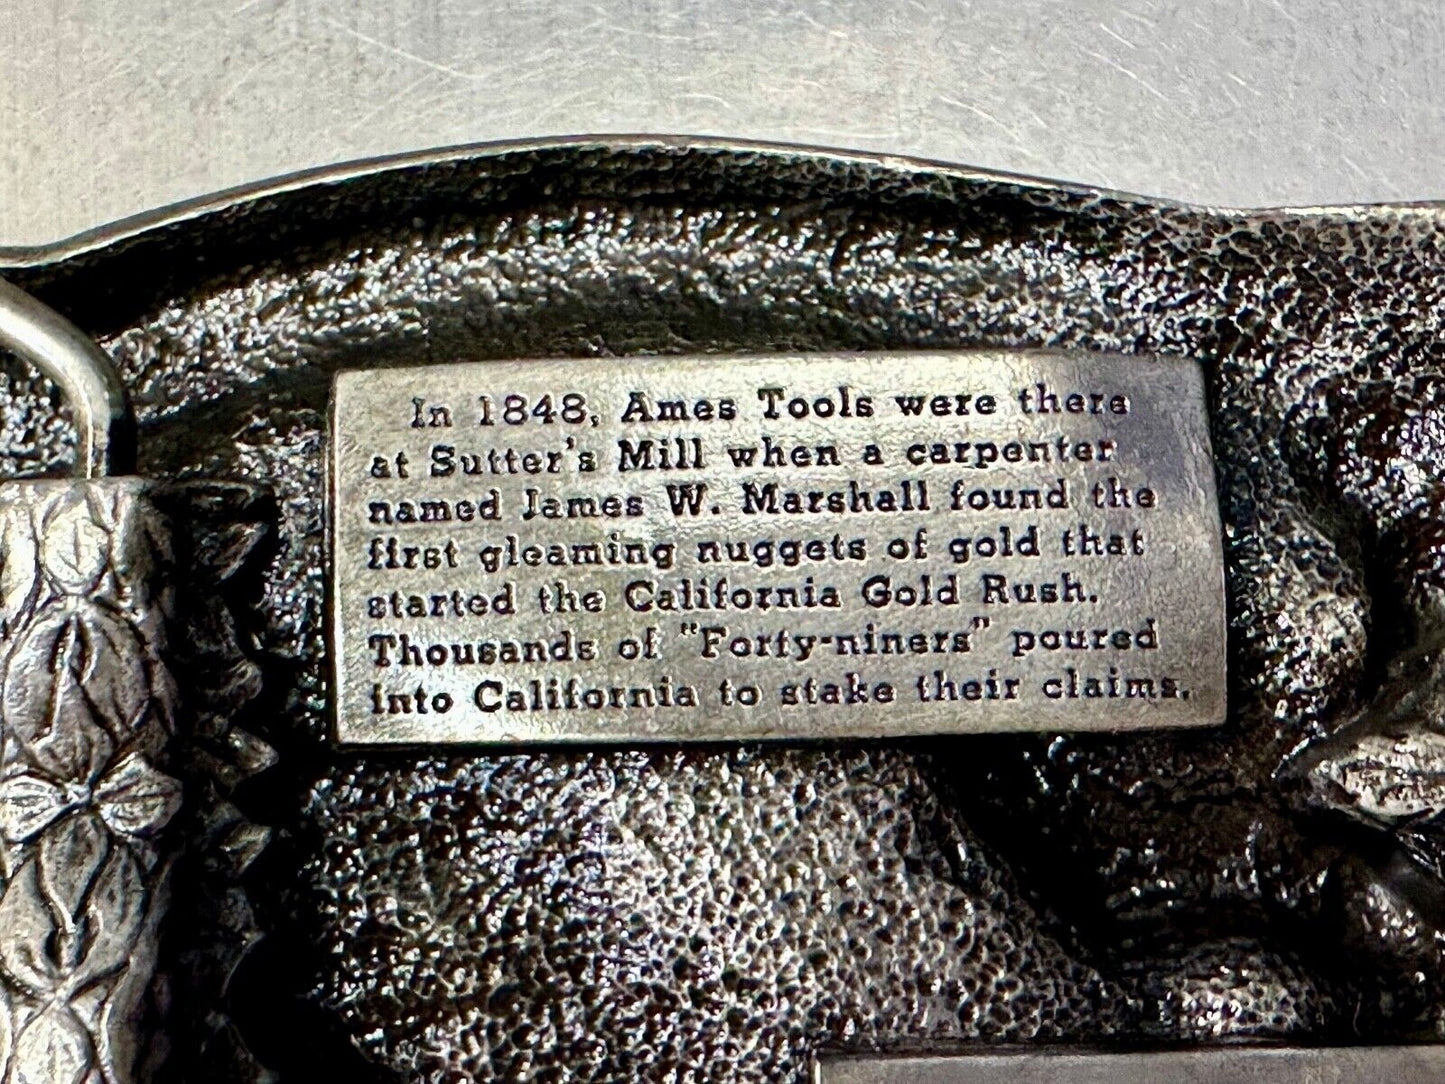 In 1848, Ames Tools were there
at Sutter's Mill when a carpenter
named James W. Marshall found the
first gleaming nuggets of gold that
started the California Gold Rush.
Thousands of "Forty-niners" poured
into California to stake their claims.